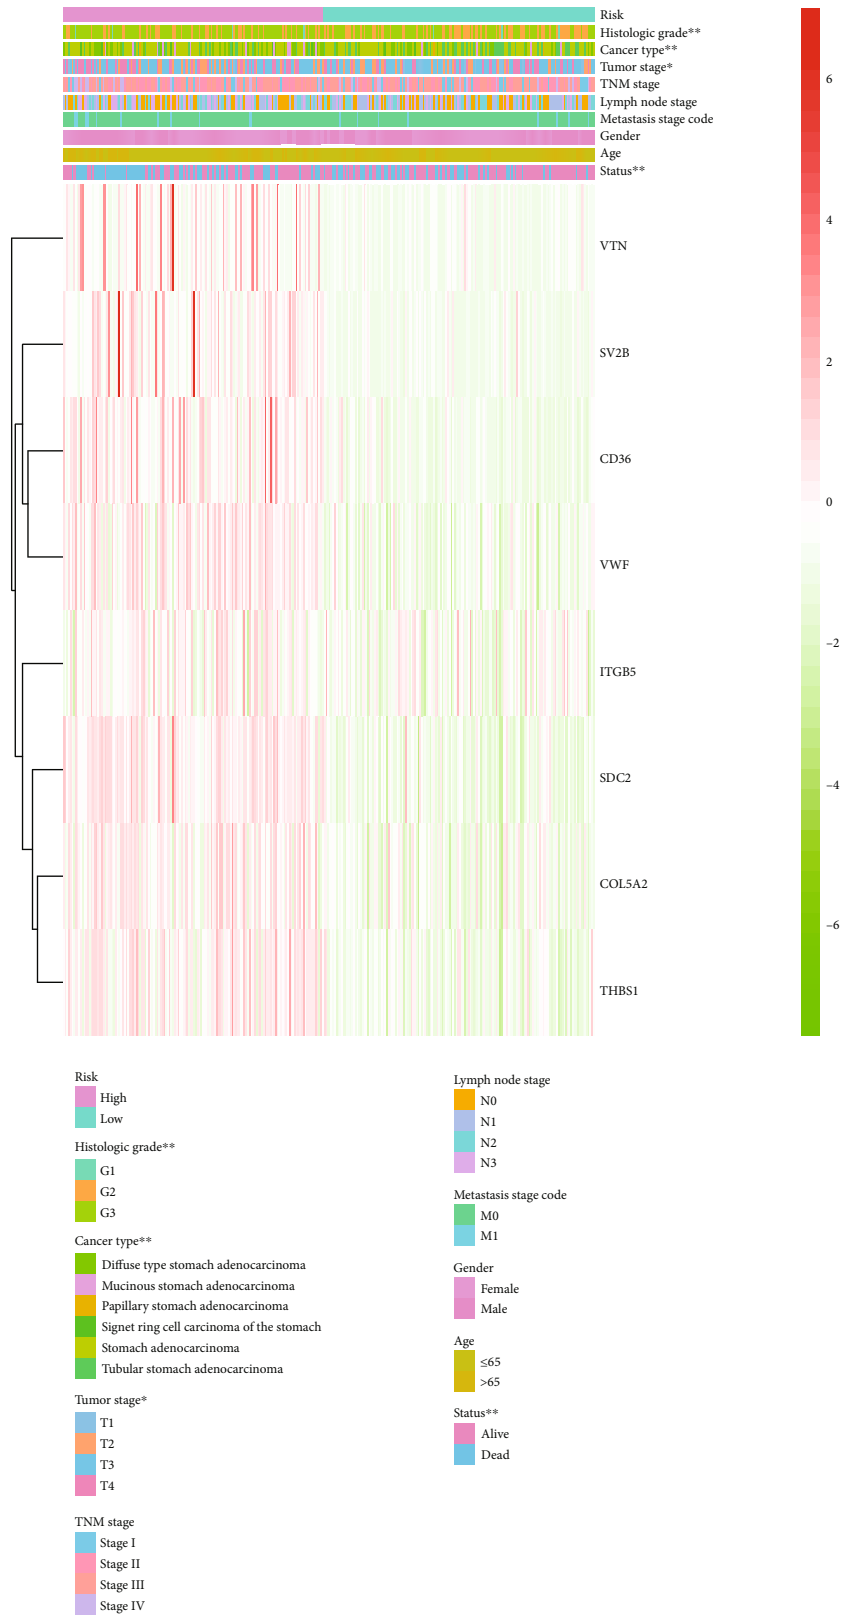 Risk
Histologic grade**
Cancer type**
Tumor stage*
TNM stage
Lymph node stage
Metastasis stage code
Gender
Age
Status**
VTN
SV2B
CD36
VWF
ITGB5
SDC2
COL5A2
THBS1
6
4
2
0
−2
−4
−6
Risk
High
Low
Histologic grade**
G1
G2
G3
Cancer type**
Diffuse type stomach adenocarcinoma
Mucinous stomach adenocarcinoma
Papillary stomach adenocarcinoma
Signet ring cell carcinoma of the stomach
Stomach adenocarcinoma
Tubular stomach adenocarcinoma
Tumor stage*
T1
T2
T3
T4
TNM stage
Stage I
Stage II
Stage III
Stage IV
Lymph node stage
N0
N1
N2
N3
Metastasis stage code
M0
M1
Gender
Female
Male
Age
≤65
>65
Status**
Alive
Dead